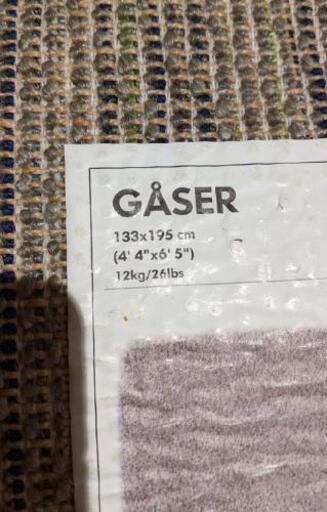 GÅSER
133x195 cm
(4' 4"x6' 5")
12kg/26lbs